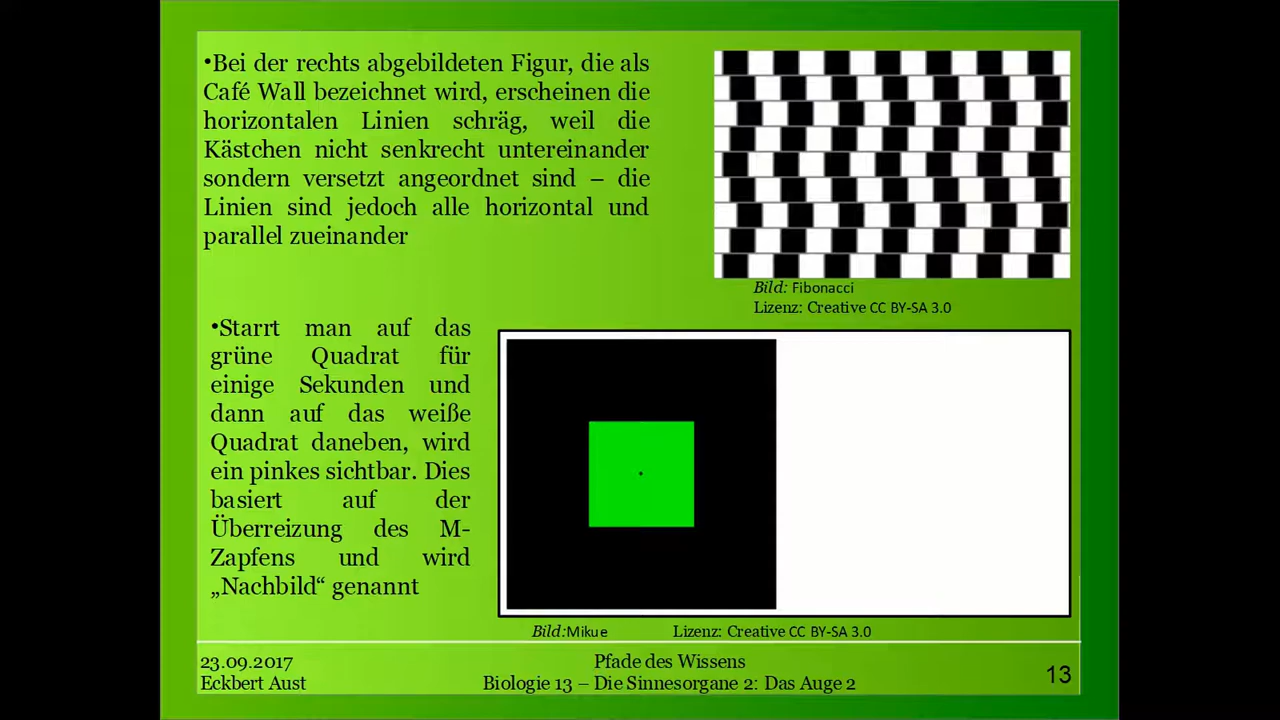 •Bei der rechts abgebildeten Figur, die als
Café Wall bezeichnet wird, erscheinen die
horizontalen Linien schräg, weil die
Kästchen nicht senkrecht untereinander
sondern versetzt angeordnet sind – die
Linien sind jedoch alle horizontal und
parallel zueinander
Bild: Fibonacci
Lizenz: Creative CC BY-SA 3.0
•Starrt man auf das
grüne Quadrat für
einige Sekunden und
dann auf das weiße
Quadrat daneben, wird
ein pinkes sichtbar. Dies
basiert auf der
Überreizung des M-
Zapfens und wird
„Nachbild“ genannt
Bild:Mikue Lizenz: Creative CC BY-SA 3.0
23.09.2017
Eckbert Aust
Pfade des Wissens
Biologie 13 – Die Sinnesorgane 2: Das Auge 2
13